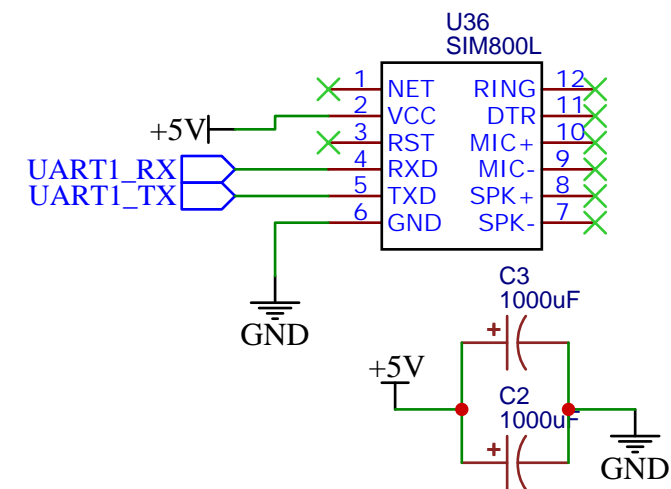 U36
SIM800L
1 NET RING 12
2 VCC DTR 11
+5V
3 RST MIC+ 10
UART1_RX 4 RXD MIC- 9
UART1_TX 5 TXD SPK+ 8
6 GND SPK- 7
GND
C3
1000uF
+
+5V
C2
1000uF
+
GND